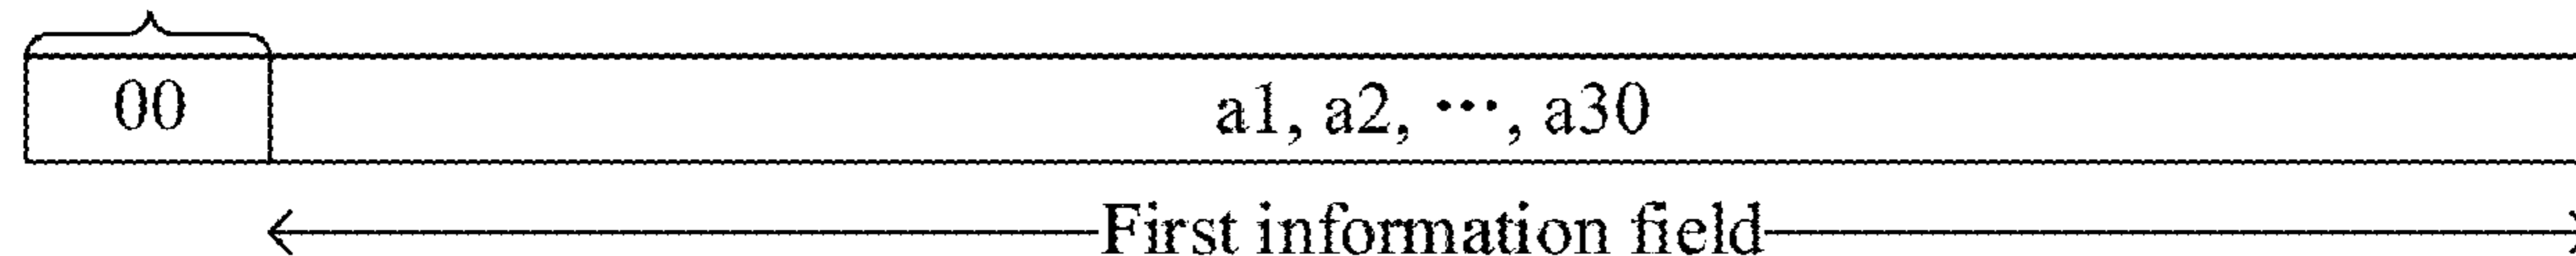 00 a1, a2, ···, a30
First information field